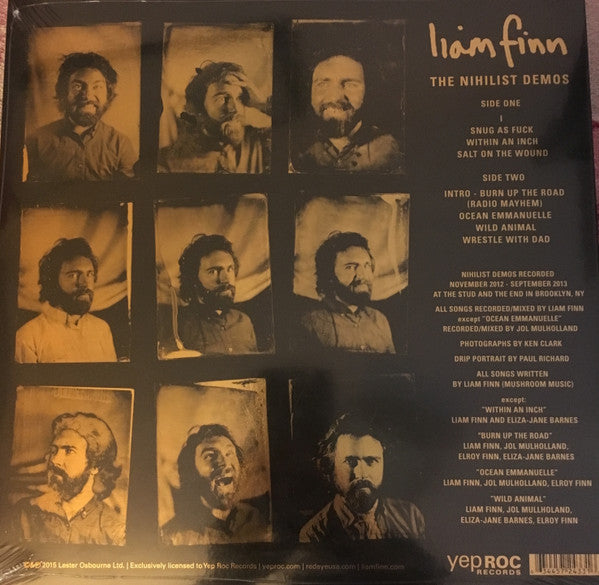 liam finn
THE NIHILIST DEMOS
SIDE ONE
I
SNUG AS FUCK
WITHIN AN INCH
SALT ON THE WOUND
SIDE TWO
INTRO - BURN UP THE ROAD
(RADIO MAYHEM)
OCEAN EMMANUELLE
WILD ANIMAL
WRESTLE WITH DAD
NIHILIST DEMOS RECORDED
NOVEMBER 2012 - SEPTEMBER 2013
AT THE STUD AND THE END IN BROOKLYN, NY
ALL SONGS RECORDED/MIXED BY LIAM FINN
except "OCEAN EMMANUELLE"
RECORDED/MIXED BY JOL MULHOLLAND
PHOTOGRAPHS BY KEN CLARK
DRIP PORTRAIT BY PAUL RICHARD
ALL SONGS WRITTEN
BY LIAM FINN (MUSHROOM MUSIC)
except:
"WITHIN AN INCH"
LIAM FINN AND ELIZA-JANE BARNES
"BURN UP THE ROAD"
LIAM FINN, JOL MULHOLLAND,
ELROY FINN, ELIZA-JANE BARNES
"OCEAN EMMANUELLE"
LIAM FINN, JOL MULHOLLAND, ELROY FINN
"WILD ANIMAL"
LIAM FINN, JOL MULHOLLAND,
ELIZA-JANE BARNES, ELROY FINN
©&℗ 2015 Lester Osbourne Ltd. | Exclusively licensed to Yep Roc Records | yeproc.com | redeyeusa.com | liamfinn.com
yep ROC
RECORDS